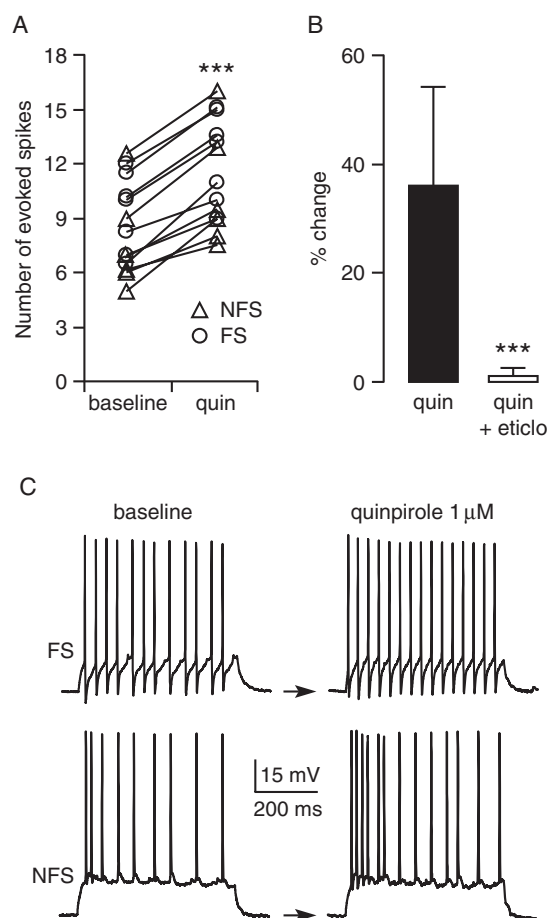 A
18
15
12
9
6
3
0
Number of evoked spikes
***
NFS
FS
baseline
quin
B
60
40
20
0
% change
***
quin
quin
+ eticlo
C
baseline
quinpirole 1 μM
FS
15 mV
200 ms
NFS